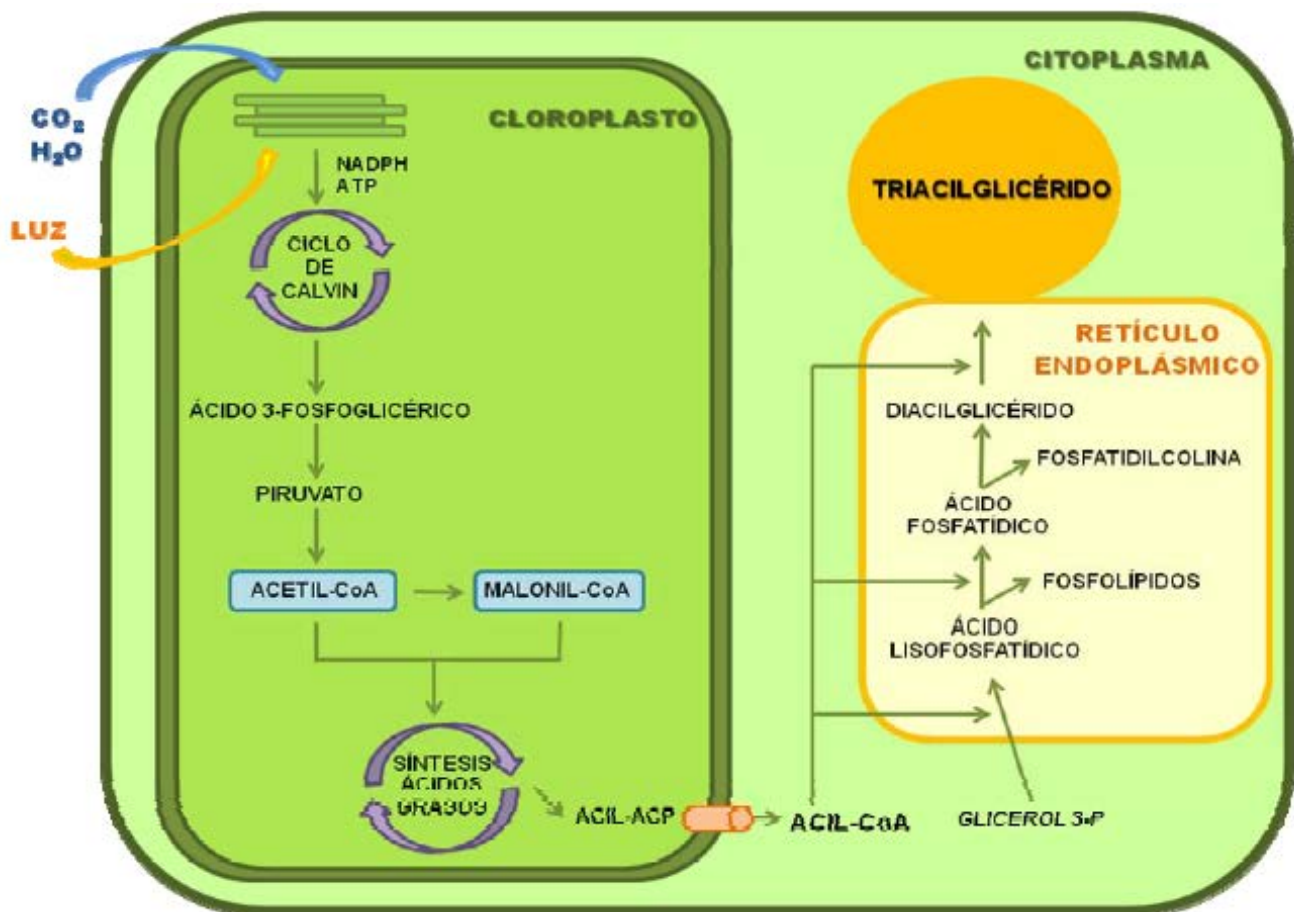 CITOPLASMA
CLOROPLASTO
CO₂
H₂O
LUZ
NADPH
ATP
CICLO
DE
CALVIN
ÁCIDO 3-FOSFOGLICÉRICO
PIRUVATO
ACETIL-CoA
MALONIL-CoA
SÍNTESIS
ÁCIDOS
GRASOS
ACIL-ACP
ACIL-CoA
GLICEROL 3-P
TRIACILGLICÉRIDO
RETÍCULO
ENDOPLÁSMICO
DIACILGLICÉRIDO
FOSFATIDILCOLINA
ÁCIDO
FOSFATÍDICO
FOSFOLÍPIDOS
ÁCIDO
LISOFOSFATÍDICO